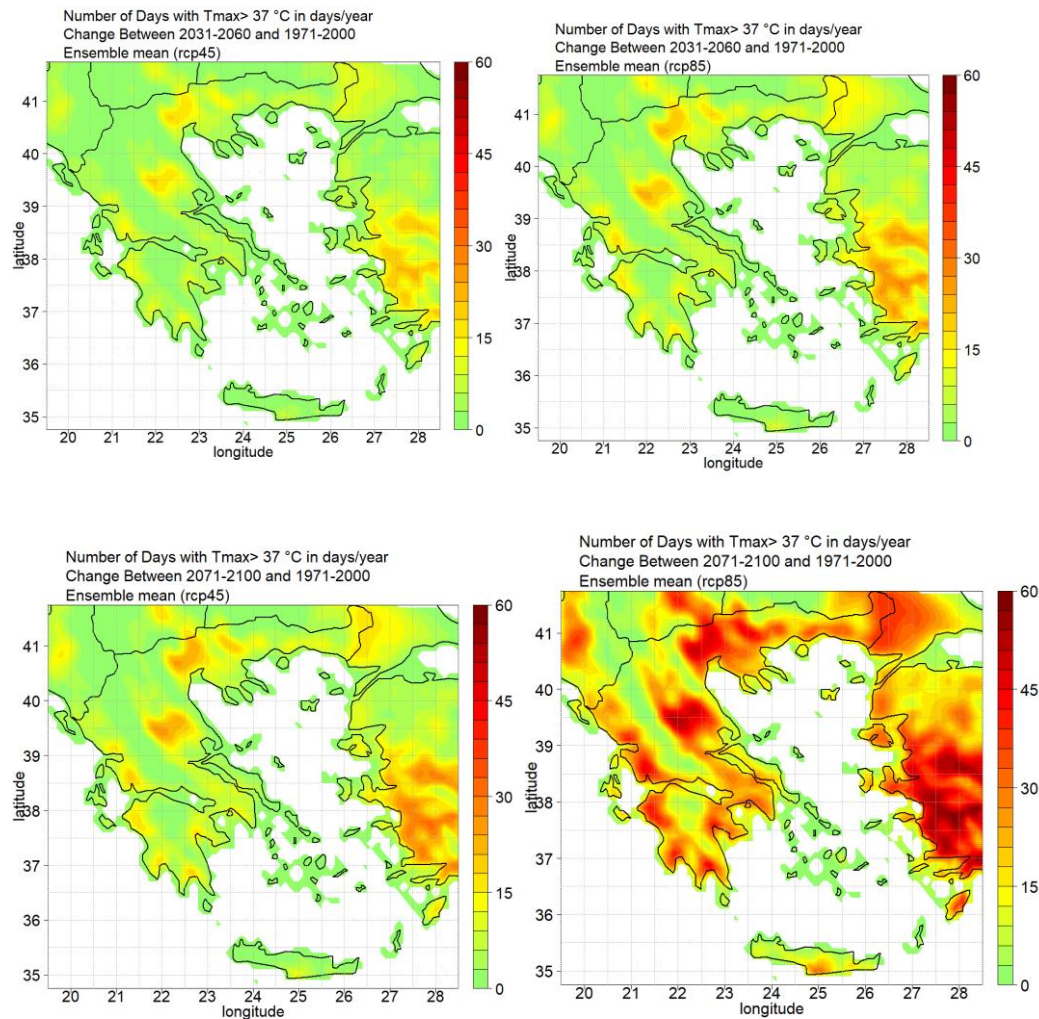 Number of Days with Tmax> 37 °C in days/year
Change Between 2031-2060 and 1971-2000
Ensemble mean (rcp45)
60
45
30
15
0
41
40
39
38
37
36
35
latitude
20 21 22 23 24 25 26 27 28
longitude
Number of Days with Tmax> 37 °C in days/year
Change Between 2031-2060 and 1971-2000
Ensemble mean (rcp85)
60
45
30
15
0
41
40
39
38
37
36
35
latitude
20 21 22 23 24 25 26 27 28
longitude
Number of Days with Tmax> 37 °C in days/year
Change Between 2071-2100 and 1971-2000
Ensemble mean (rcp45)
60
45
30
15
0
41
40
39
38
37
36
35
latitude
20 21 22 23 24 25 26 27 28
longitude
Number of Days with Tmax> 37 °C in days/year
Change Between 2071-2100 and 1971-2000
Ensemble mean (rcp85)
60
45
30
15
0
41
40
39
38
37
36
35
latitude
20 21 22 23 24 25 26 27 28
longitude